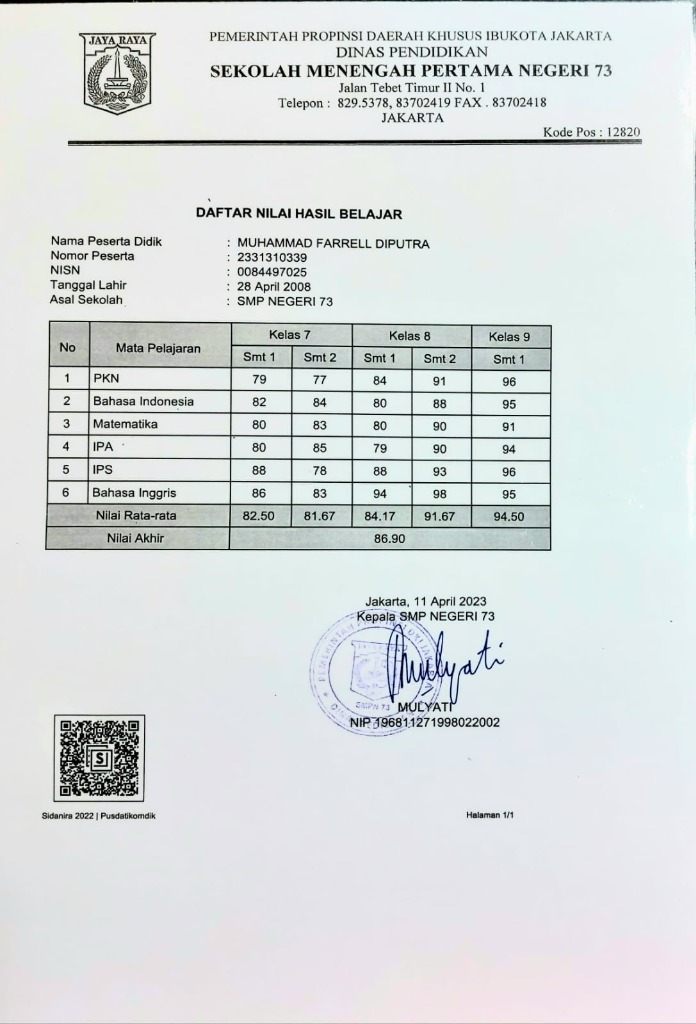 JAYA RAYA
PEMERINTAH PROPINSI DAERAH KHUSUS IBUKOTA JAKARTA
DINAS PENDIDIKAN
SEKOLAH MENENGAH PERTAMA NEGERI 73
Jalan Tebet Timur II No. 1
Telepon : 829.5378, 83702419 FAX . 83702418
JAKARTA
Kode Pos : 12820
DAFTAR NILAI HASIL BELAJAR
Nama Peserta Didik : MUHAMMAD FARRELL DIPUTRA
Nomor Peserta : 2331310339
NISN : 0084497025
Tanggal Lahir : 28 April 2008
Asal Sekolah : SMP NEGERI 73
No Mata Pelajaran Kelas 7 Kelas 8 Kelas 9
Smt 1 Smt 2 Smt 1 Smt 2 Smt 1
1 PKN 79 77 84 91 96
2 Bahasa Indonesia 82 84 80 88 95
3 Matematika 80 83 80 90 91
4 IPA 80 85 79 90 94
5 IPS 88 78 88 93 96
6 Bahasa Inggris 86 83 94 98 95
Nilai Rata-rata 82.50 81.67 84.17 91.67 94.50
Nilai Akhir 86.90
Jakarta, 11 April 2023
Kepala SMP NEGERI 73
Mulyati
SMPN 73
MULYATI
NIP 196811271998022002
S
Sidanira 2022 | Pusdatikomdik
Halaman 1/1